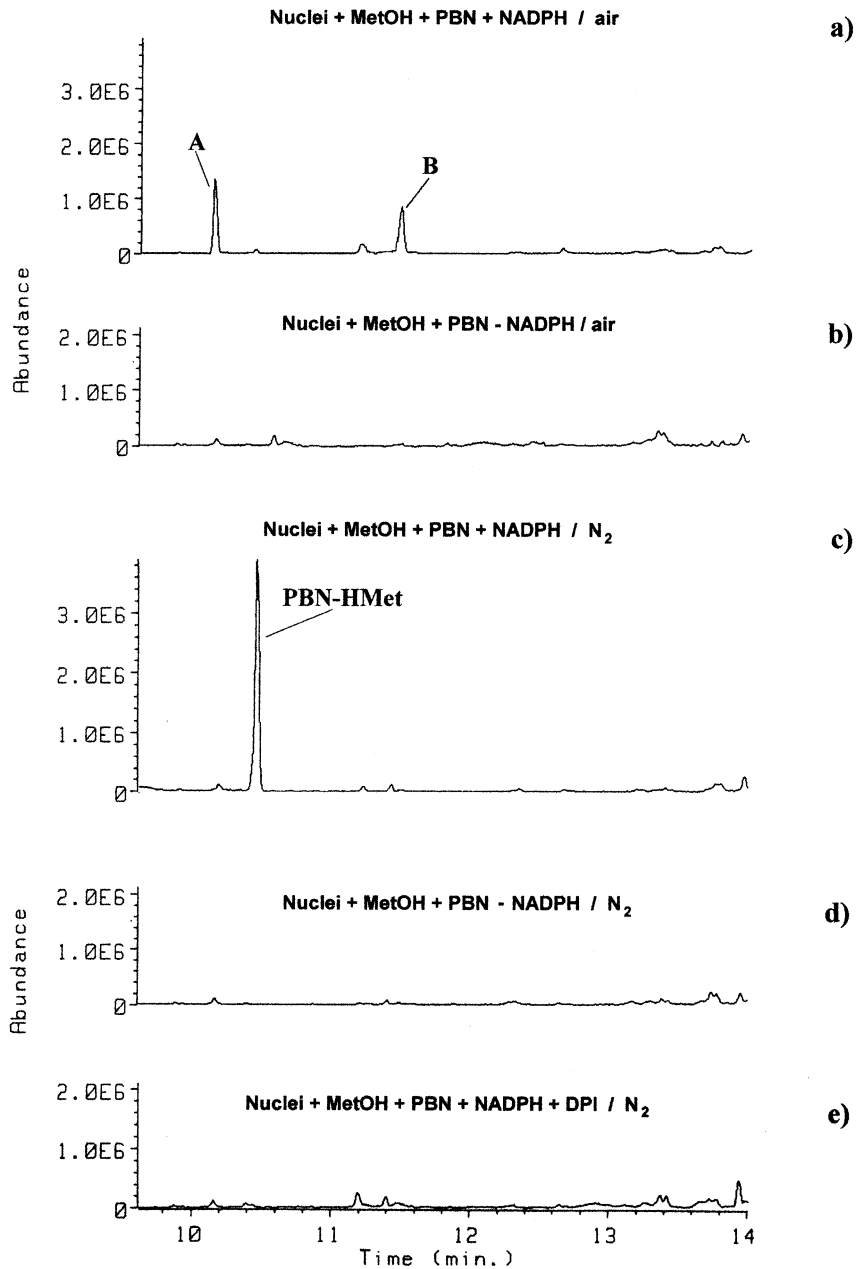 Nuclei + MetOH + PBN + NADPH / air
a)
3.0E6
A
2.0E6
B
1.0E6
0
Abundance
Nuclei + MetOH + PBN - NADPH / air
b)
2.0E6
1.0E6
0
Nuclei + MetOH + PBN + NADPH / N2
c)
PBN-HMet
3.0E6
2.0E6
1.0E6
0
Nuclei + MetOH + PBN - NADPH / N2
d)
2.0E6
1.0E6
0
Abundance
Nuclei + MetOH + PBN + NADPH + DPI / N2
e)
2.0E6
1.0E6
0
10 11 12 13 14
Time (min.)